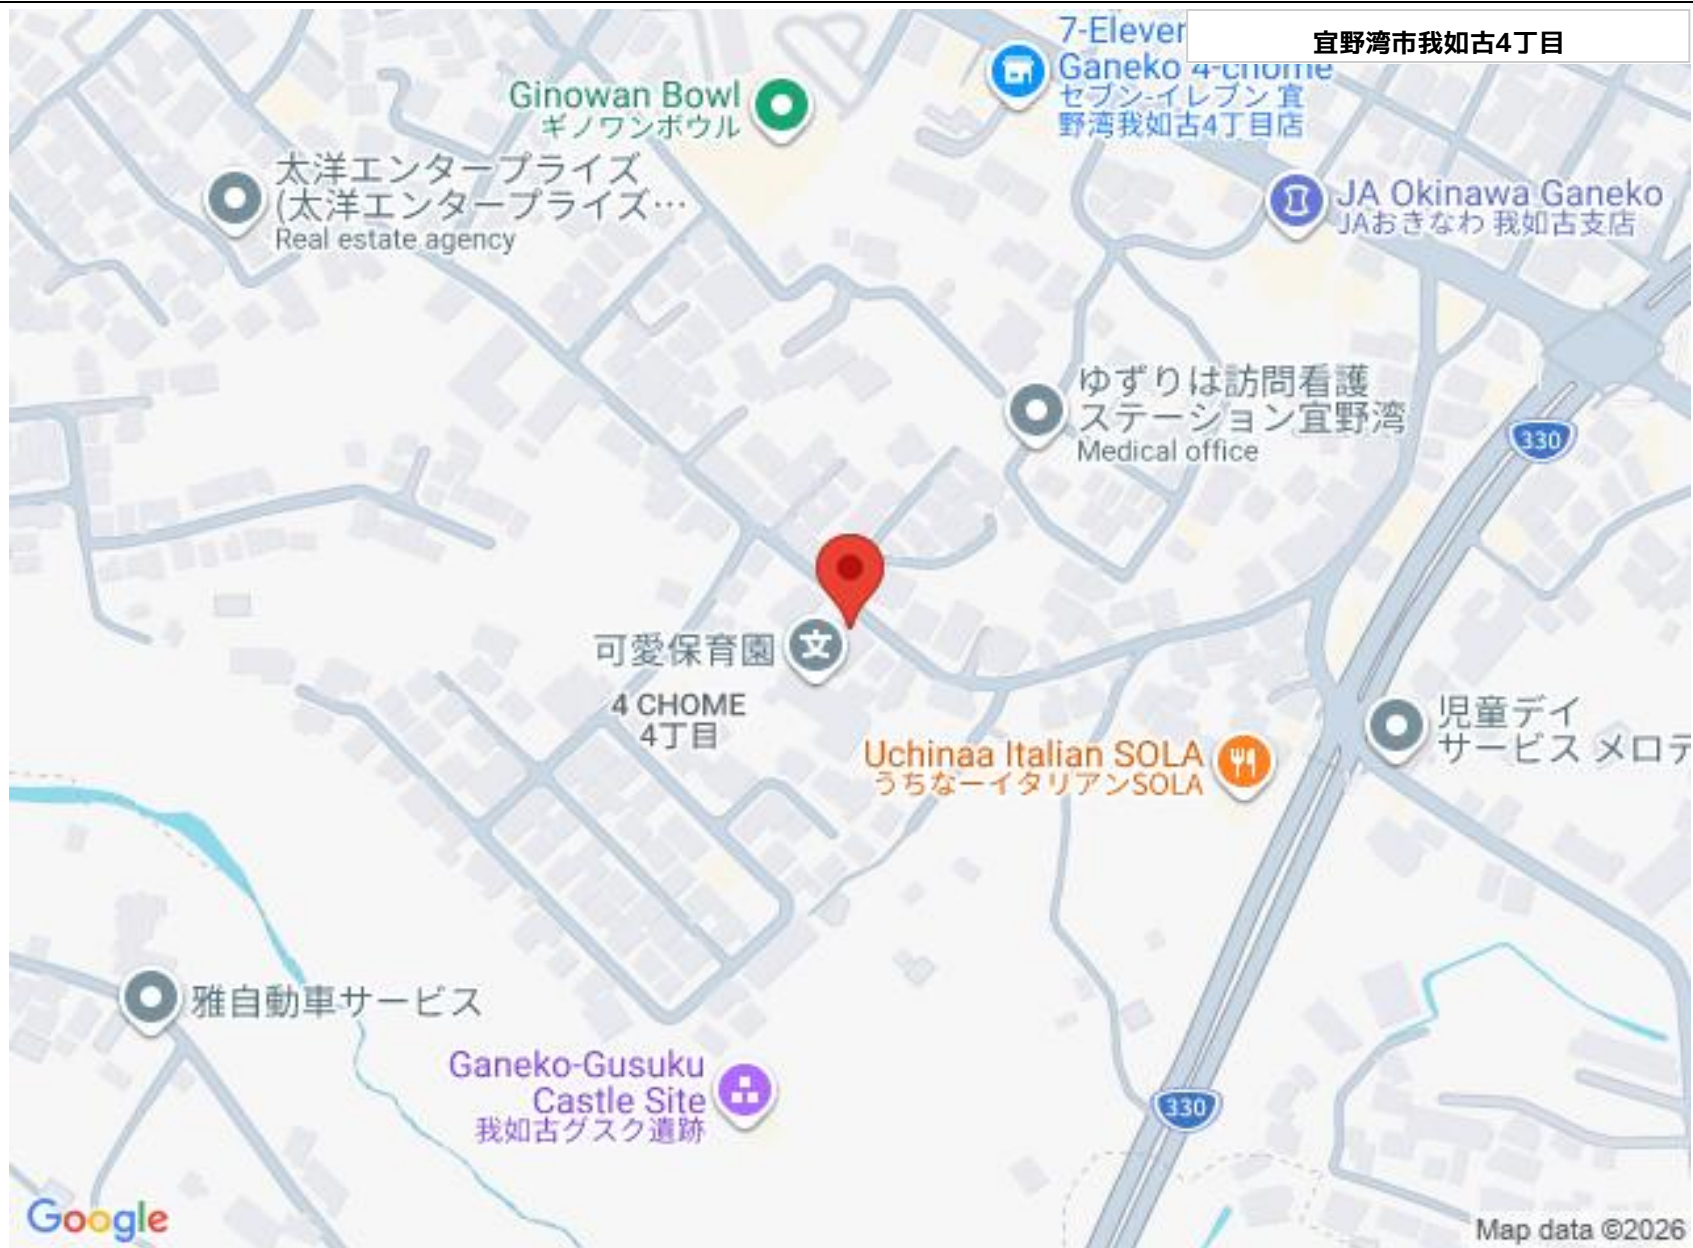 宜野湾市我如古4丁目
7-Eleven
Ganeko 4-chome
セブン-イレブン 宜
野湾我如古4丁目店
Ginowan Bowl
ギノワンボウル
太洋エンタープライズ
(太洋エンタープライズ…
Real estate agency
JA Okinawa Ganeko
JAおきなわ 我如古支店
ゆずりは訪問看護
ステーション宜野湾
Medical office
330
可愛保育園
文
4 CHOME
4丁目
児童デイ
サービス メロデ
Uchinaa Italian SOLA
うちなーイタリアンSOLA
雅自動車サービス
Ganeko-Gusuku
Castle Site
我如古グスク遺跡
330
Google
Map data ©2026